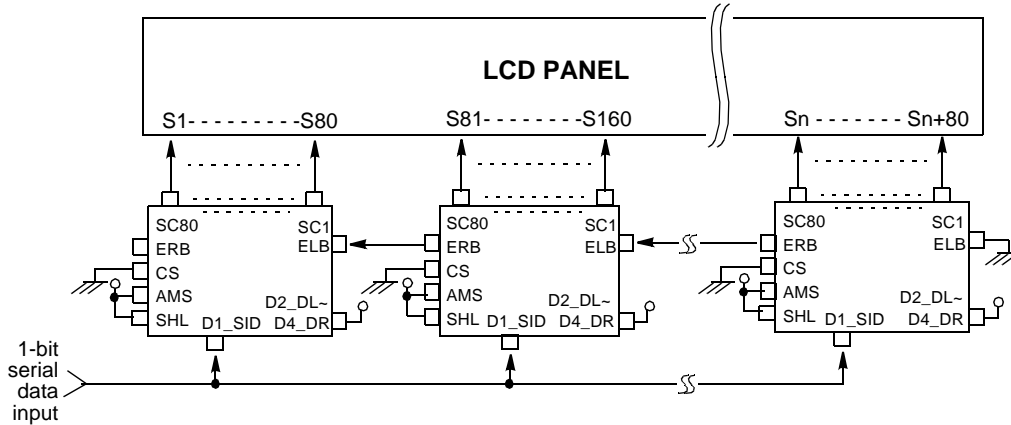 LCD PANEL
S1- - - - - - - - -S80
S81- - - - - - - -S160
Sn - - - - - - - Sn+80
SC80
SC1
ERB
ELB
CS
AMS
D2_DL~
SHL
D1_SID
D4_DR
SC80
SC1
ERB
ELB
CS
AMS
D2_DL~
SHL
D1_SID
D4_DR
SC80
SC1
ERB
ELB
CS
AMS
D2_DL~
SHL
D1_SID
D4_DR
1-bit
serial
data
input